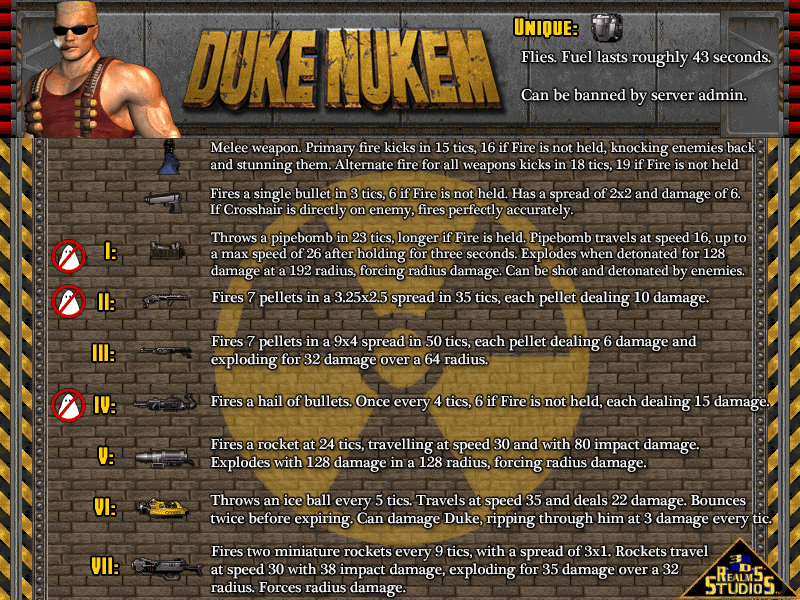 DUKE NUKEM
UNIQUE:
Flies. Fuel lasts roughly 43 seconds.
Can be banned by server admin.
Melee weapon. Primary fire kicks in 15 tics, 16 if Fire is not held, knocking enemies back
and stunning them. Alternate fire for all weapons kicks in 18 tics, 19 if Fire is not held
Fires a single bullet in 3 tics, 6 if Fire is not held. Has a spread of 2x2 and damage of 6.
If Crosshair is directly on enemy, fires perfectly accurately.
I:
Throws a pipebomb in 23 tics, longer if Fire is held. Pipebomb travels at speed 16, up to
a max speed of 26 after holding for three seconds. Explodes when detonated for 128
damage at a 192 radius, forcing radius damage. Can be shot and detonated by enemies.
II:
Fires 7 pellets in a 3.25x2.5 spread in 35 tics, each pellet dealing 10 damage.
III:
Fires 7 pellets in a 9x4 spread in 50 tics, each pellet dealing 6 damage and
exploding for 32 damage over a 64 radius.
IV:
Fires a hail of bullets. Once every 4 tics, 6 if Fire is not held, each dealing 15 damage.
V:
Fires a rocket at 24 tics, travelling at speed 30 and with 80 impact damage.
Explodes with 128 damage in a 128 radius, forcing radius damage.
VI:
Throws an ice ball every 5 tics. Travels at speed 35 and deals 22 damage. Bounces
twice before expiring. Can damage Duke, ripping through him at 3 damage every tic.
VII:
Fires two miniature rockets every 9 tics, with a spread of 3x1. Rockets travel
at speed 30 with 38 impact damage, exploding for 35 damage over a 32
radius. Forces radius damage.
3D
REALMS
STUDIOS